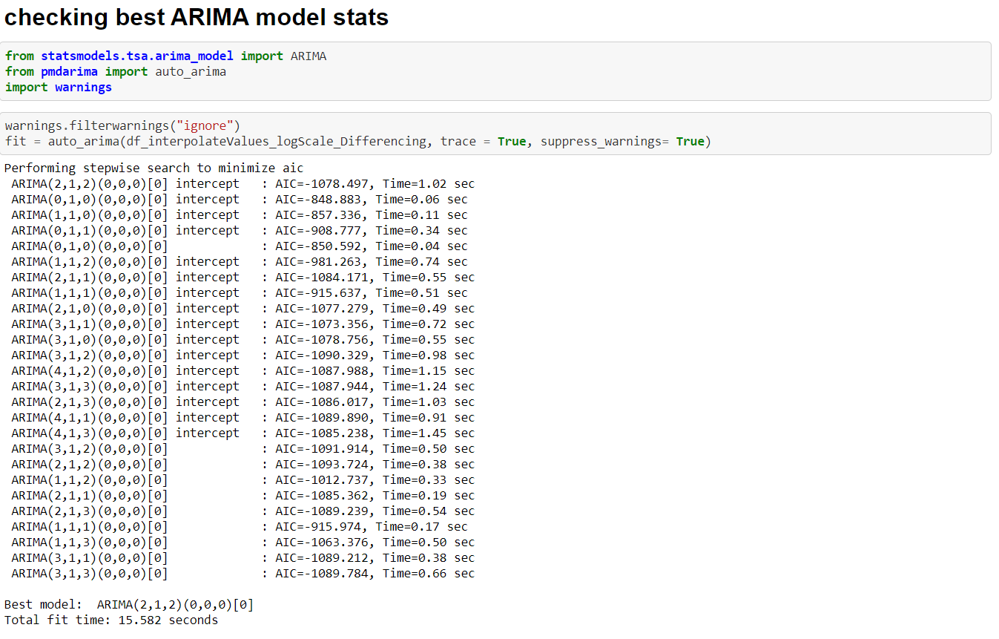 checking best ARIMA model stats
from statsmodels.tsa.arima_model import ARIMA
from pmdarima import auto_arima
import warnings
warnings.filterwarnings("ignore")
fit = auto_arima(df_interpolateValues_logScale_Differencing, trace = True, suppress_warnings= True)
Performing stepwise search to minimize aic
ARIMA(2,1,2)(0,0,0)[0] intercept : AIC=-1078.497, Time=1.02 sec
ARIMA(0,1,0)(0,0,0)[0] intercept : AIC=-848.883, Time=0.06 sec
ARIMA(1,1,0)(0,0,0)[0] intercept : AIC=-857.336, Time=0.11 sec
ARIMA(0,1,1)(0,0,0)[0] intercept : AIC=-908.777, Time=0.34 sec
ARIMA(0,1,0)(0,0,0)[0] : AIC=-850.592, Time=0.04 sec
ARIMA(1,1,2)(0,0,0)[0] intercept : AIC=-981.263, Time=0.74 sec
ARIMA(2,1,1)(0,0,0)[0] intercept : AIC=-1084.171, Time=0.55 sec
ARIMA(1,1,1)(0,0,0)[0] intercept : AIC=-915.637, Time=0.51 sec
ARIMA(2,1,0)(0,0,0)[0] intercept : AIC=-1077.279, Time=0.49 sec
ARIMA(3,1,1)(0,0,0)[0] intercept : AIC=-1073.356, Time=0.72 sec
ARIMA(3,1,0)(0,0,0)[0] intercept : AIC=-1078.756, Time=0.55 sec
ARIMA(3,1,2)(0,0,0)[0] intercept : AIC=-1090.329, Time=0.98 sec
ARIMA(4,1,2)(0,0,0)[0] intercept : AIC=-1087.988, Time=1.15 sec
ARIMA(3,1,3)(0,0,0)[0] intercept : AIC=-1087.944, Time=1.24 sec
ARIMA(2,1,3)(0,0,0)[0] intercept : AIC=-1086.017, Time=1.03 sec
ARIMA(4,1,1)(0,0,0)[0] intercept : AIC=-1089.890, Time=0.91 sec
ARIMA(4,1,3)(0,0,0)[0] intercept : AIC=-1085.238, Time=1.45 sec
ARIMA(3,1,2)(0,0,0)[0] : AIC=-1091.914, Time=0.50 sec
ARIMA(2,1,2)(0,0,0)[0] : AIC=-1093.724, Time=0.38 sec
ARIMA(1,1,2)(0,0,0)[0] : AIC=-1012.737, Time=0.33 sec
ARIMA(2,1,1)(0,0,0)[0] : AIC=-1085.362, Time=0.19 sec
ARIMA(2,1,3)(0,0,0)[0] : AIC=-1089.239, Time=0.54 sec
ARIMA(1,1,1)(0,0,0)[0] : AIC=-915.974, Time=0.17 sec
ARIMA(1,1,3)(0,0,0)[0] : AIC=-1063.376, Time=0.50 sec
ARIMA(3,1,1)(0,0,0)[0] : AIC=-1089.212, Time=0.38 sec
ARIMA(3,1,3)(0,0,0)[0] : AIC=-1089.784, Time=0.66 sec
Best model: ARIMA(2,1,2)(0,0,0)[0]
Total fit time: 15.582 seconds